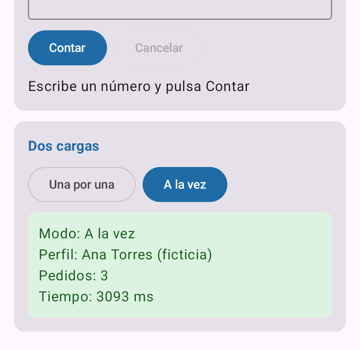 Contar
Cancelar
Escribe un número y pulsa Contar
Dos cargas
Una por una
A la vez
Modo: A la vez
Perfil: Ana Torres (ficticia)
Pedidos: 3
Tiempo: 3093 ms